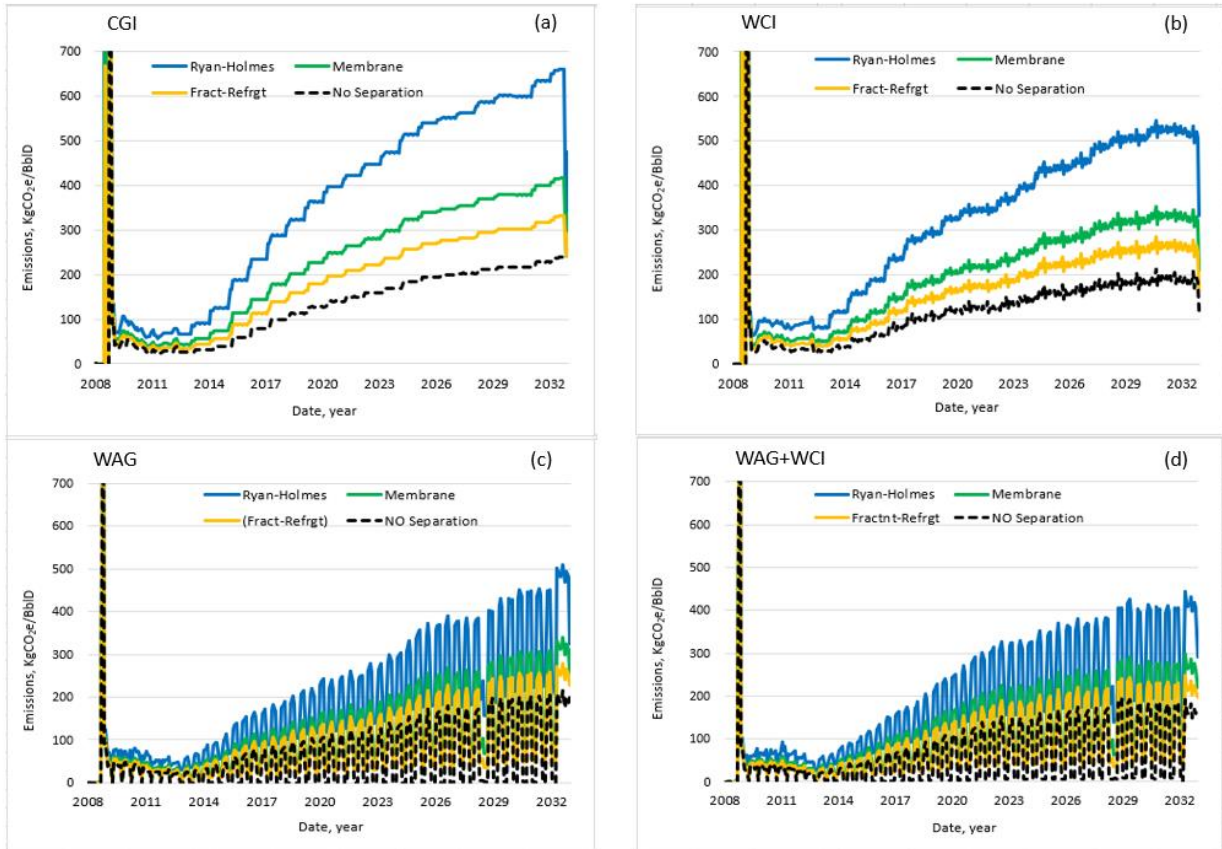 CGI (a)
700
600
500
400
300
200
100
0
Emissions, KgCO₂e/BblD
Ryan-Holmes Membrane
Fract-Refrgt No Separation
2008 2011 2014 2017 2020 2023 2026 2029 2032
Date, year
WCI (b)
700
600
500
400
300
200
100
0
Emissions, KgCO₂e/BblD
Ryan-Holmes Membrane
Fract-Refrgt No Separation
2008 2011 2014 2017 2020 2023 2026 2029 2032
Date, year
WAG (c)
700
600
500
400
300
200
100
0
Emissions, KgCO₂e/BblD
Ryan-Holmes Membrane
(Fract-Refrgt) NO Separation
2008 2011 2014 2017 2020 2023 2026 2029 2032
Date, year
WAG+WCI (d)
700
600
500
400
300
200
100
0
Emissions, KgCO₂e/BblD
Ryan-Holmes Membrane
Fractnt-Refrgt NO Separation
2008 2011 2014 2017 2020 2023 2026 2029 2032
Date, year